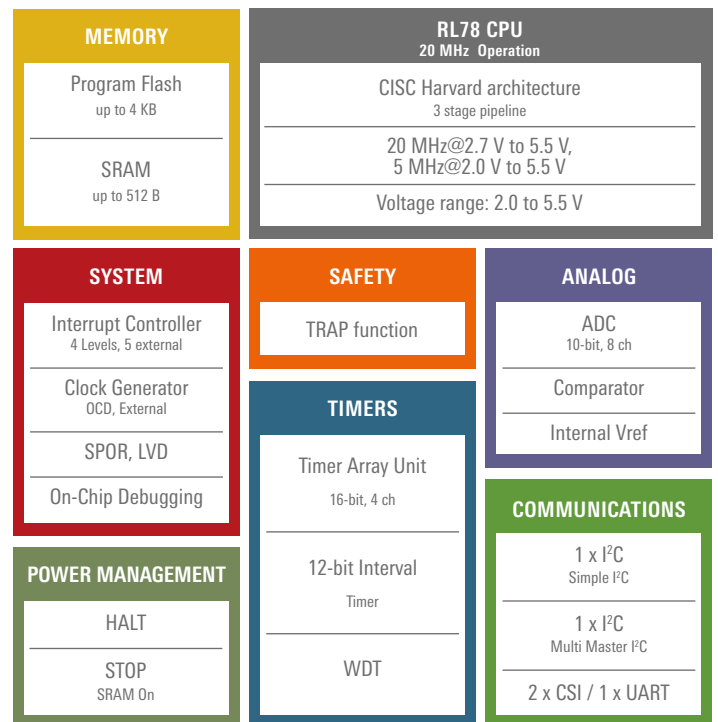 MEMORY
Program Flash
up to 4 KB
SRAM
up to 512 B
RL78 CPU
20 MHz Operation
CISC Harvard architecture
3 stage pipeline
20 MHz@2.7 V to 5.5 V,
5 MHz@2.0 V to 5.5 V
Voltage range: 2.0 to 5.5 V
SYSTEM
Interrupt Controller
4 Levels, 5 external
Clock Generator
OCD, External
SPOR, LVD
On-Chip Debugging
SAFETY
TRAP function
ANALOG
ADC
10-bit, 8 ch
Comparator
Internal Vref
TIMERS
Timer Array Unit
16-bit, 4 ch
12-bit Interval
Timer
WDT
COMMUNICATIONS
1 x I²C
Simple I²C
1 x I²C
Multi Master I²C
2 x CSI / 1 x UART
POWER MANAGEMENT
HALT
STOP
SRAM On